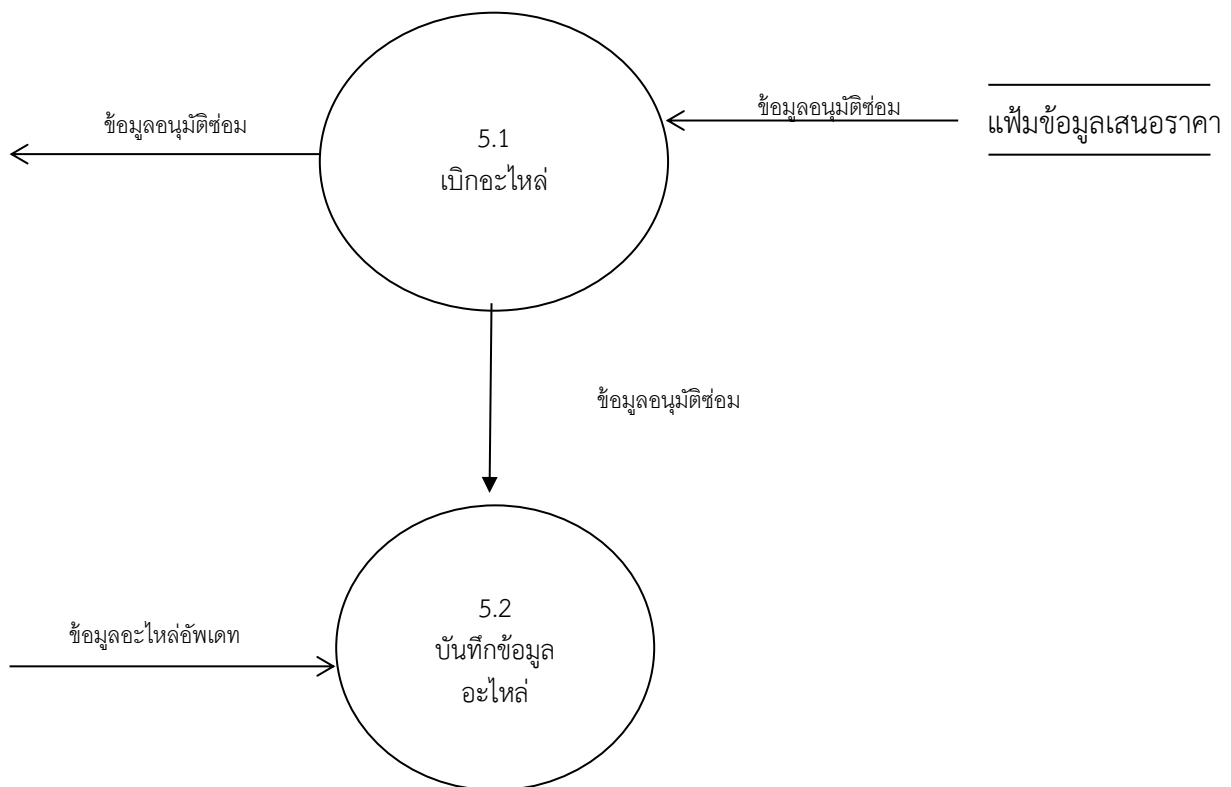 ข้อมูลอนุมัติซ่อม
5.1
เบิกอะไหล่
ข้อมูลอนุมัติซ่อม
แฟ้มข้อมูลเสนอราคา
ข้อมูลอนุมัติซ่อม
ข้อมูลอะไหล่อัพเดท
5.2
บันทึกข้อมูล
อะไหล่